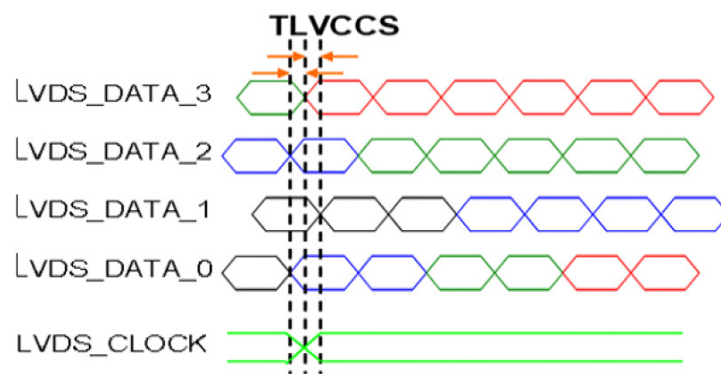 TLVCCS
LVDS_DATA_3
LVDS_DATA_2
LVDS_DATA_1
LVDS_DATA_0
LVDS_CLOCK